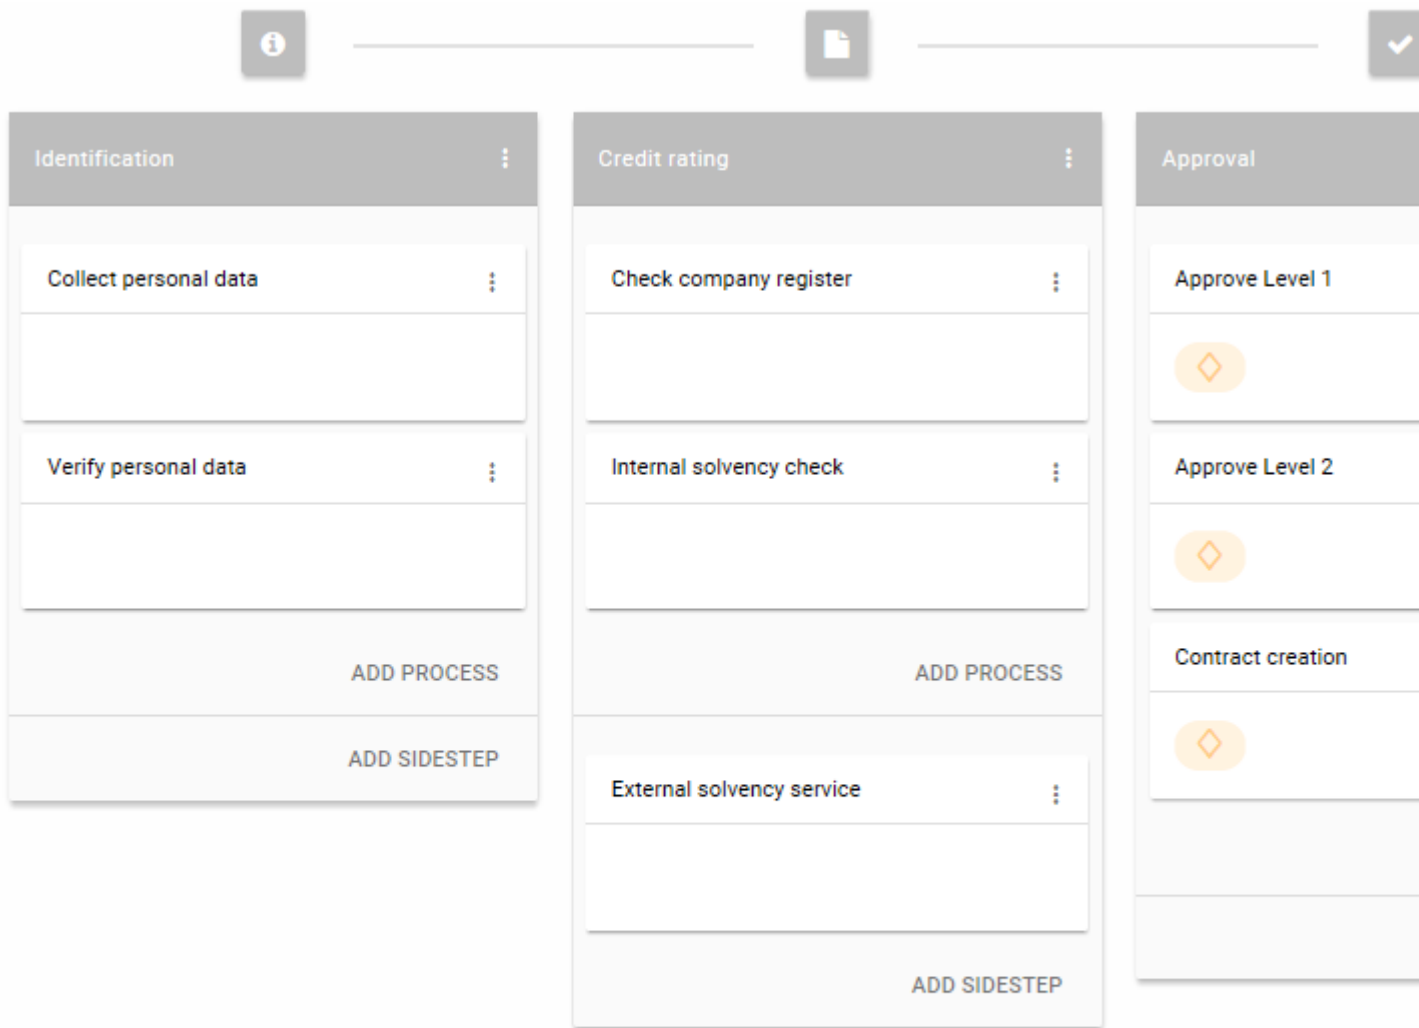 Identification
Collect personal data
Verify personal data
ADD PROCESS
ADD SIDESTEP
Credit rating
Check company register
Internal solvency check
ADD PROCESS
External solvency service
ADD SIDESTEP
Approval
Approve Level 1
Approve Level 2
Contract creation